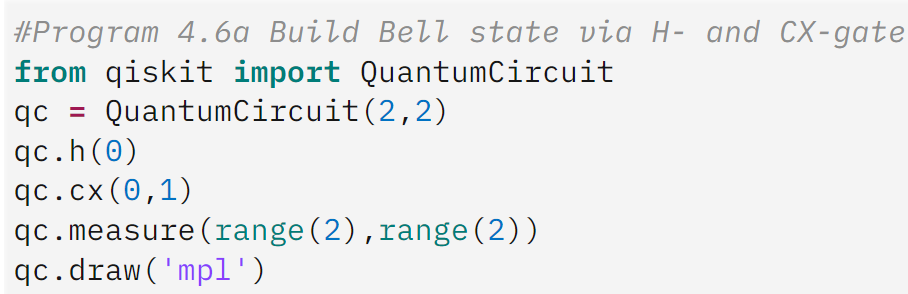 #Program 4.6a Build Bell state via H- and CX-gate
from qiskit import QuantumCircuit
qc = QuantumCircuit(2,2)
qc.h(0)
qc.cx(0,1)
qc.measure(range(2),range(2))
qc.draw('mpl')